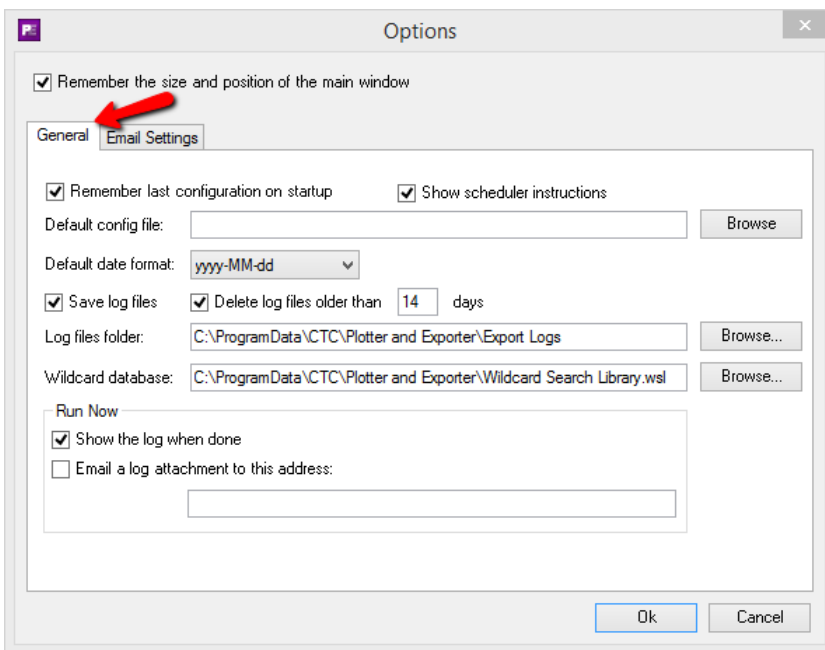 PE
Options
Remember the size and position of the main window
General Email Settings
Remember last configuration on startup Show scheduler instructions
Default config file: Browse
Default date format: yyyy-MM-dd
Save log files Delete log files older than 14 days
Log files folder: C:\ProgramData\CTC\Plotter and Exporter\Export Logs Browse...
Wildcard database: C:\ProgramData\CTC\Plotter and Exporter\Wildcard Search Library.wsl Browse...
Run Now
Show the log when done
Email a log attachment to this address:
Ok Cancel